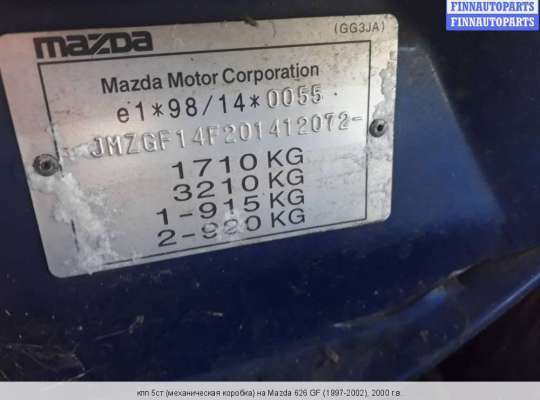 FINNAUTOPARTS
FINNAUTOPARTS
mazda
(GG3JA)
Mazda Motor Corporation
e1*98/14*0055
JMZGF14F201412072-
1710 KG
3210 KG
1-915 KG
2-920 KG
кпп 5ст (механическая коробка) на Mazda 626 GF (1997-2002), 2000 г.в.